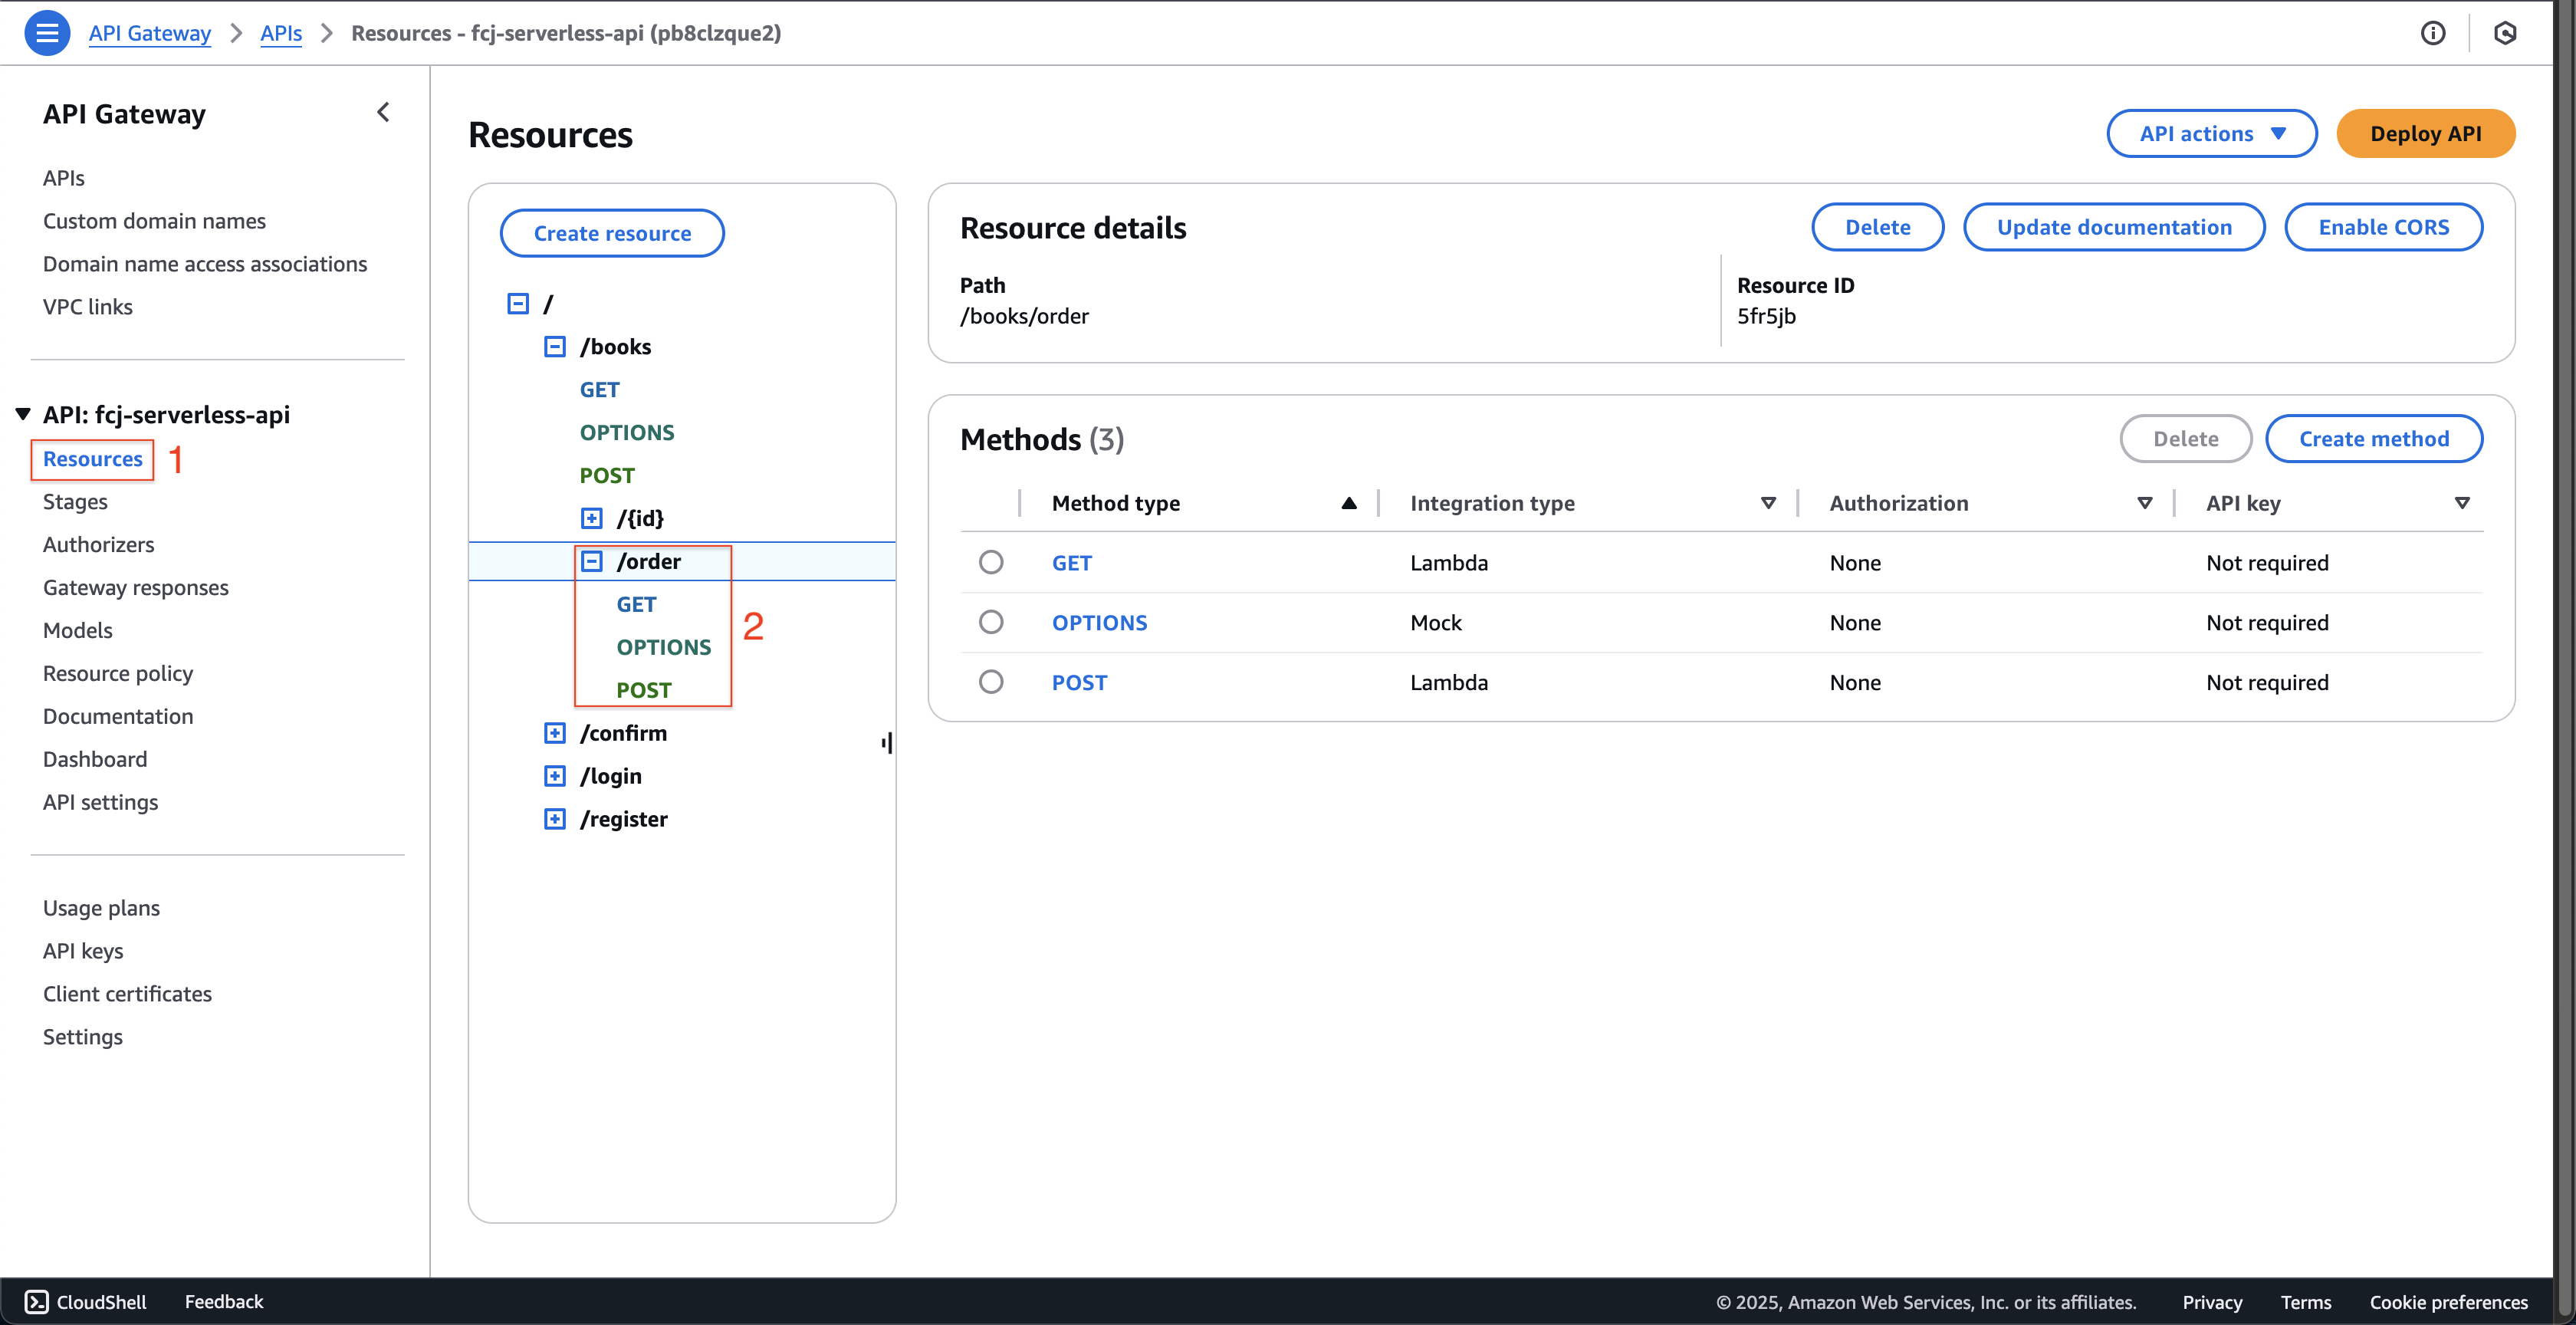 API Gateway > APIs > Resources - fcj-serverless-api (pb8clzque2)
API Gateway
APIs
Custom domain names
Domain name access associations
VPC links
API: fcj-serverless-api
Resources 1
Stages
Authorizers
Gateway responses
Models
Resource policy
Documentation
Dashboard
API settings
Usage plans
API keys
Client certificates
Settings
Resources
API actions
Deploy API
Create resource
/
/books
GET
OPTIONS
POST
/{id}
/order
GET
OPTIONS
POST
2
/confirm
/login
/register
Resource details
Delete
Update documentation
Enable CORS
Path
/books/order
Resource ID
5fr5jb
Methods (3)
Delete
Create method
Method type Integration type Authorization API key
GET Lambda None Not required
OPTIONS Mock None Not required
POST Lambda None Not required
CloudShell Feedback © 2025, Amazon Web Services, Inc. or its affiliates. Privacy Terms Cookie preferences